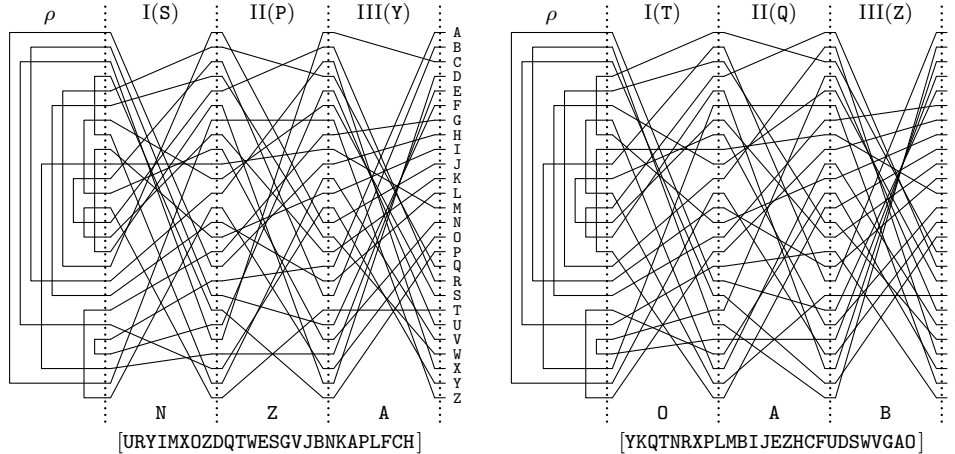 ρ I(S) II(P) III(Y) ρ I(T) II(Q) III(Z)
A
B
C
D
E
F
G
H
I
J
K
L
M
N
O
P
Q
R
S
T
U
V
W
X
Y
Z
N Z A O A B
[URYIMXOZDQTWESGVJBNKAPLFCH] [YKQTNRXPLMBIJEZHCFUDSWVGAO]